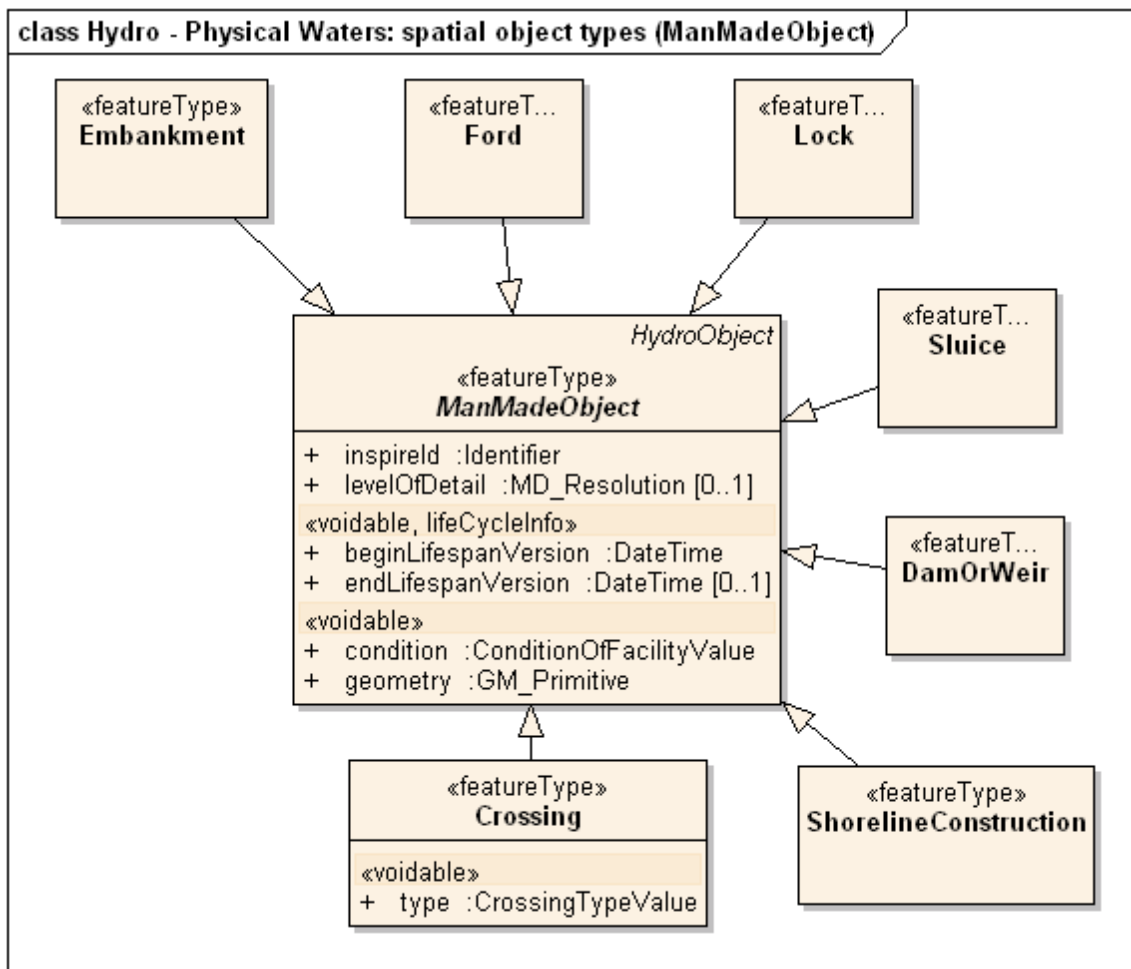 class Hydro - Physical Waters: spatial object types (ManMadeObject)
«featureType»
Embankment
«featureT...
Ford
«featureT...
Lock
«featureT...
Sluice
HydroObject
«featureType»
ManMadeObject
+ inspireId :Identifier
+ levelOfDetail :MD_Resolution [0..1]
«voidable, lifeCycleInfo»
+ beginLifespanVersion :DateTime
+ endLifespanVersion :DateTime [0..1]
«voidable»
+ condition :ConditionOfFacilityValue
+ geometry :GM_Primitive
«featureT...
DamOrWeir
«featureType»
Crossing
«voidable»
+ type :CrossingTypeValue
«featureType»
ShorelineConstruction